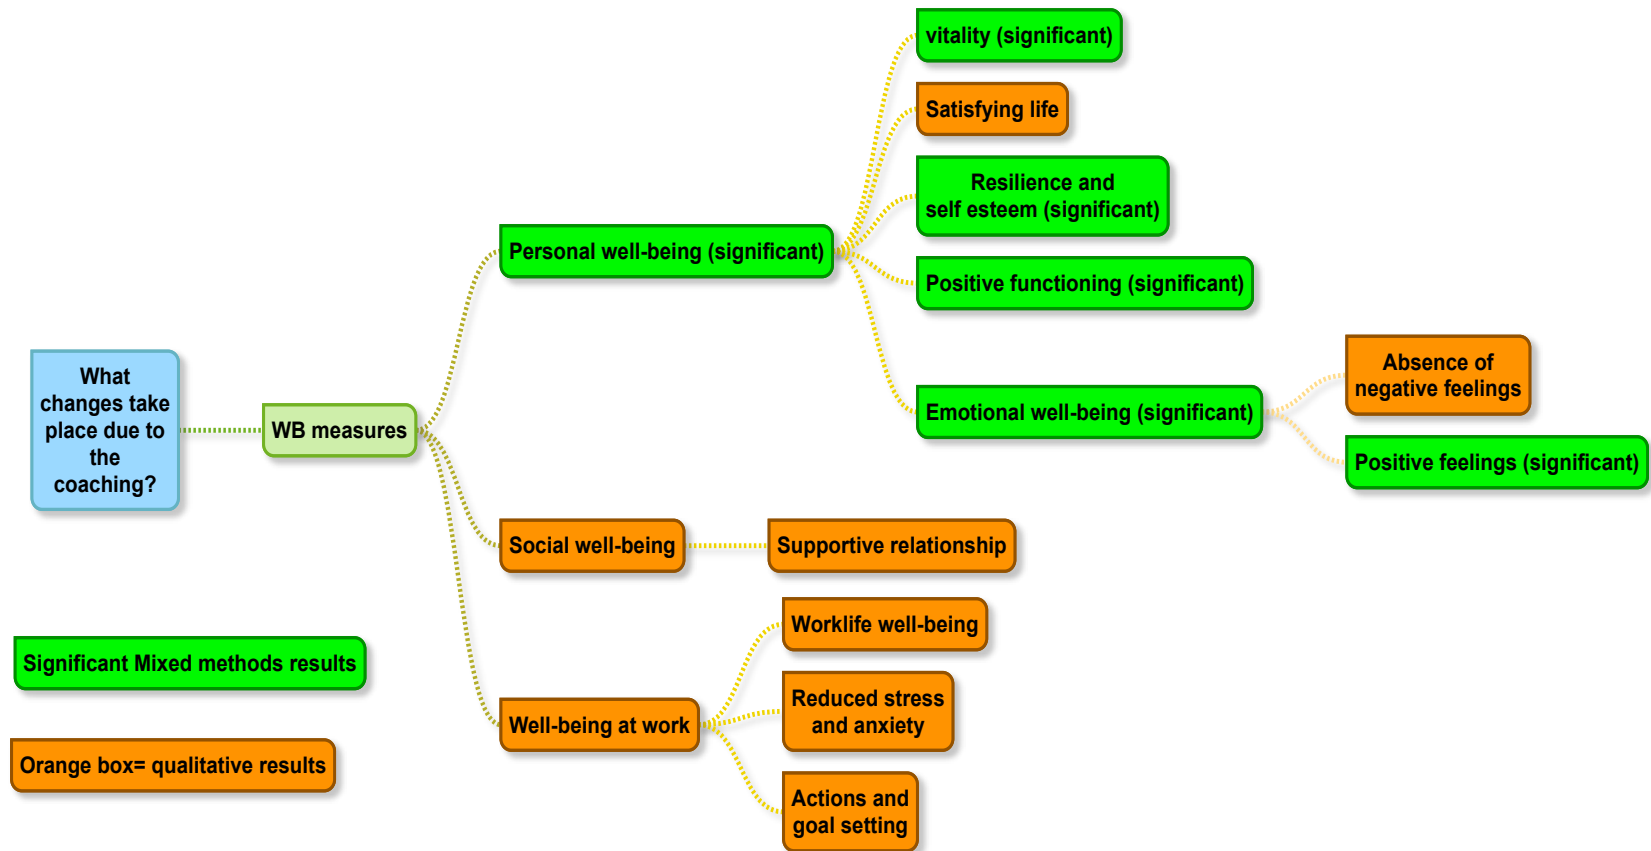 vitality (significant)
Satisfying life
Resilience and
self esteem (significant)
Personal well-being (significant)
Positive functioning (significant)
Emotional well-being (significant)
Absence of
negative feelings
Positive feelings (significant)
What
changes take
place due to
the
coaching?
WB measures
Social well-being
Supportive relationship
Worklife well-being
Well-being at work
Reduced stress
and anxiety
Actions and
goal setting
Significant Mixed methods results
Orange box= qualitative results